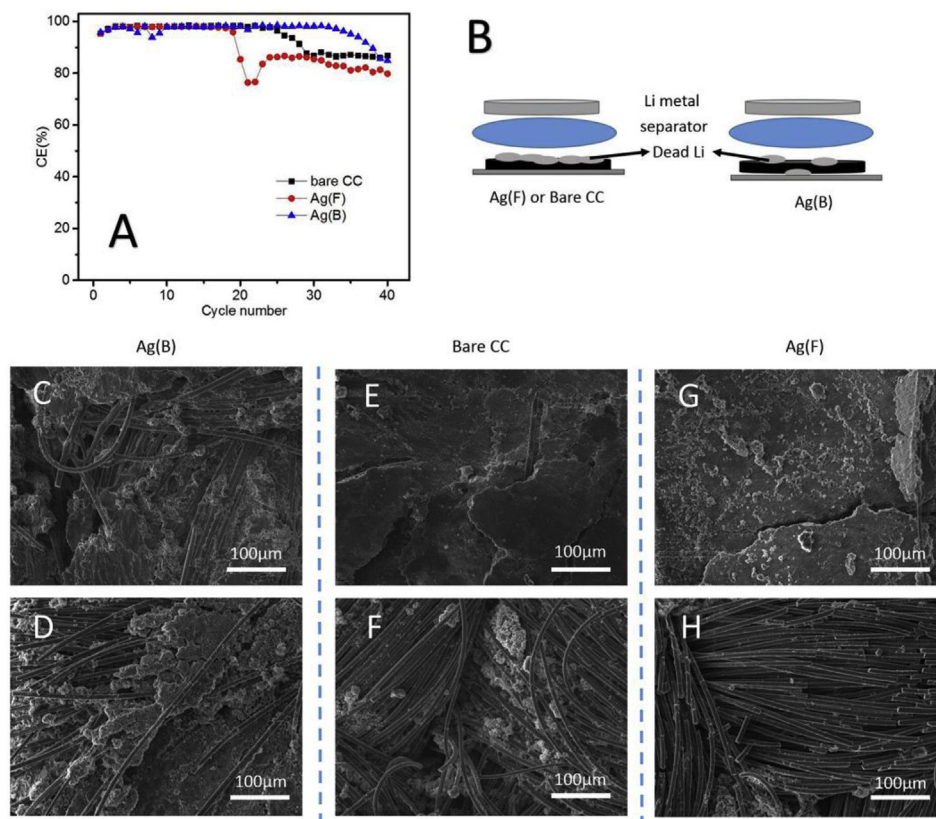 100
80
60
40
20
0
CE(%)
bare CC
Ag(F)
Ag(B)
A
0
10
20
30
40
Cycle number
B
Li metal
separator
Dead Li
Ag(F) or Bare CC
Ag(B)
Ag(B)
Bare CC
Ag(F)
C
100μm
E
100μm
G
100μm
D
100μm
F
100μm
H
100μm